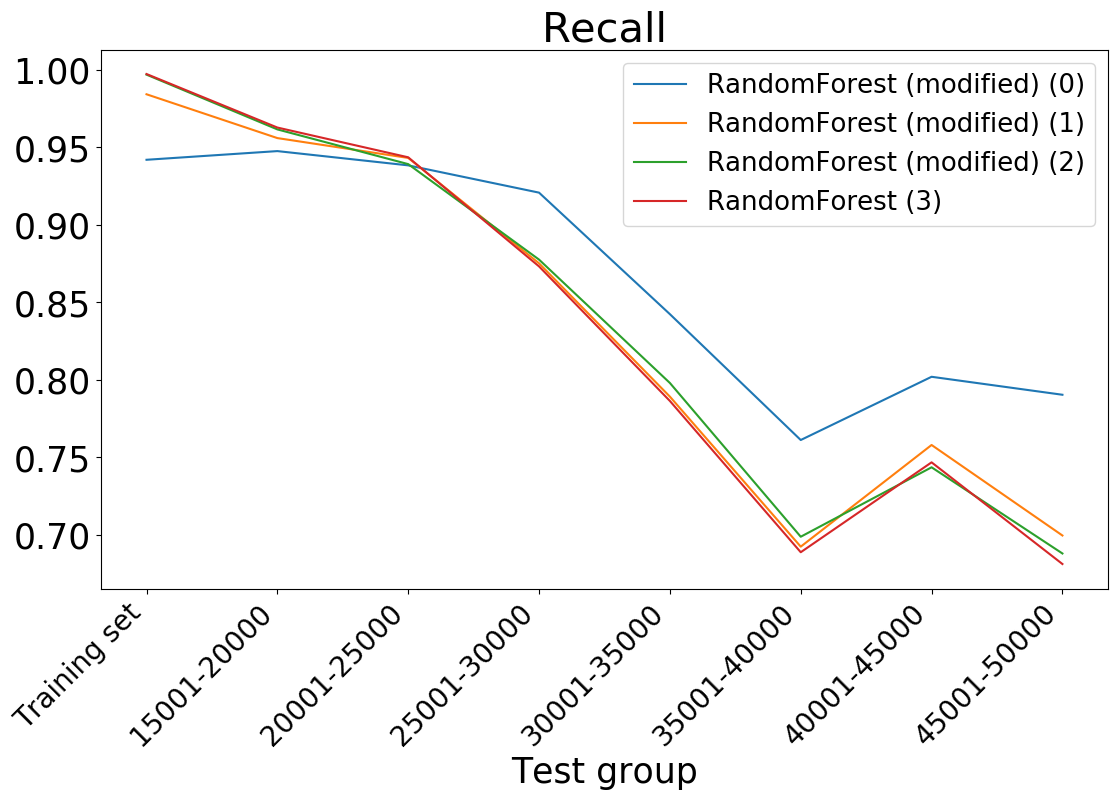 Recall
1.00
0.95
0.90
0.85
0.80
0.75
0.70
RandomForest (modified) (0)
RandomForest (modified) (1)
RandomForest (modified) (2)
RandomForest (3)
Training set
15001-20000
20001-25000
25001-30000
30001-35000
35001-40000
40001-45000
45001-50000
Test group